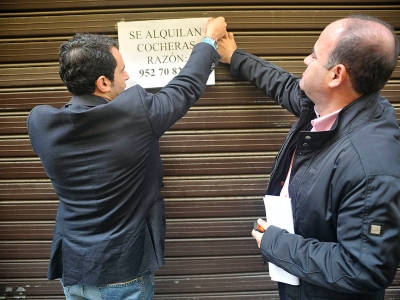 SE ALQUILAN
COCHERAS
RAZÓN:
952 70 82